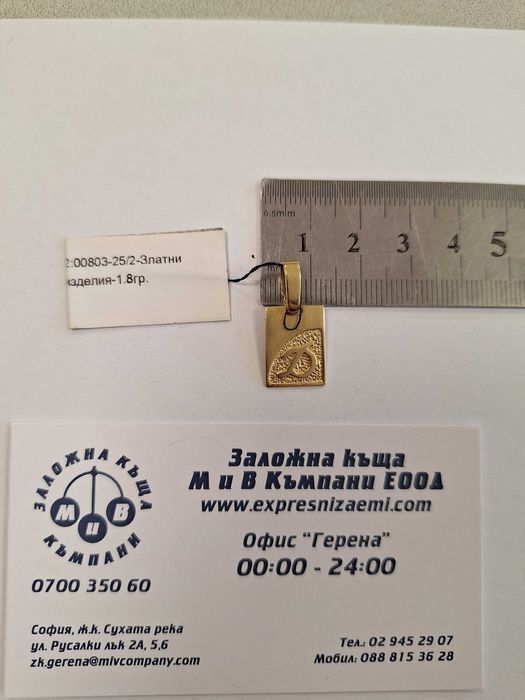 0.5mm
1 2 3 4 5
2:00803-25/2-Златни
изделия-1.8гр.
ЗАЛОЖНА КЪЩА
М и В
КЪМПАНИ
0700 350 60
Заложна къща
М и В Къмпани ЕООД
www.expresnizaemi.com
Офис "Герена"
00:00 - 24:00
София, ж.к. Сухата река
ул. Русалки лък 2А, 5,6
zk.gerena@mivcompany.com
Тел.: 02 945 29 07
Мобил: 088 815 36 28